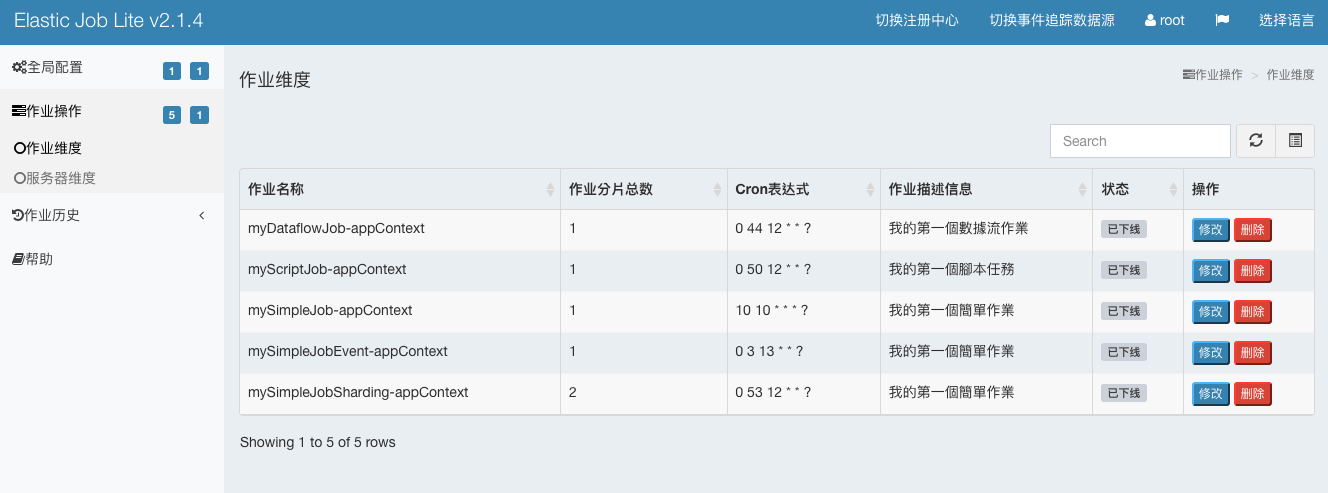 Elastic Job Lite v2.1.4 切换注册中心 切换事件追踪数据源 root 选择语言
全局配置 1 1
作业操作 5 1
作业维度
服务器维度
作业历史
帮助
作业维度
作业操作 > 作业维度
Search
作业名称 作业分片总数 Cron表达式 作业描述信息 状态 操作
myDataflowJob-appContext 1 0 44 12 * * ? 我的第一個數據流作業 已下线 修改 删除
myScriptJob-appContext 1 0 50 12 * * ? 我的第一個腳本任務 已下线 修改 删除
mySimpleJob-appContext 1 10 10 * * * ? 我的第一個簡單作業 已下线 修改 删除
mySimpleJobEvent-appContext 1 0 3 13 * * ? 我的第一個簡單作業 已下线 修改 删除
mySimpleJobSharding-appContext 2 0 53 12 * * ? 我的第一個簡單作業 已下线 修改 删除
Showing 1 to 5 of 5 rows